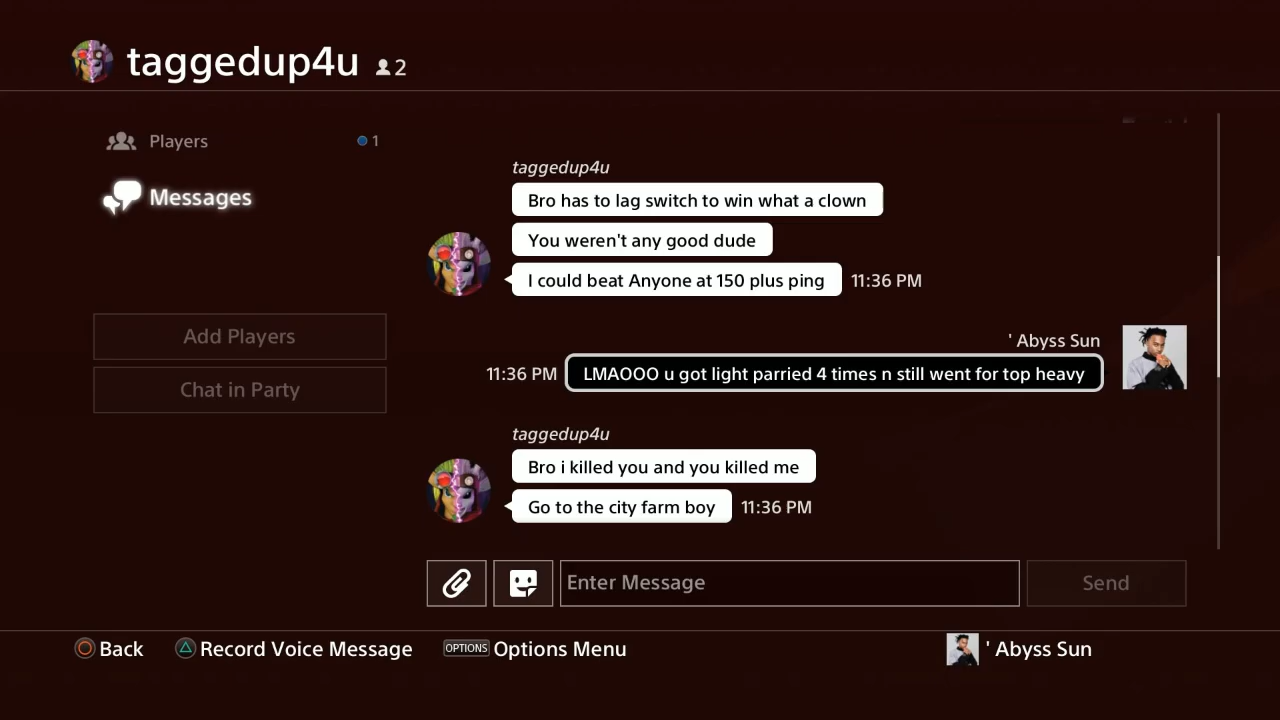 taggedup4u 2
Players 1
Messages
Add Players
Chat in Party
taggedup4u
Bro has to lag switch to win what a clown
You weren't any good dude
I could beat Anyone at 150 plus ping 11:36 PM
' Abyss Sun
11:36 PM LMAOOO u got light parried 4 times n still went for top heavy
taggedup4u
Bro i killed you and you killed me
Go to the city farm boy 11:36 PM
Enter Message Send
Back Record Voice Message OPTIONS Options Menu ' Abyss Sun